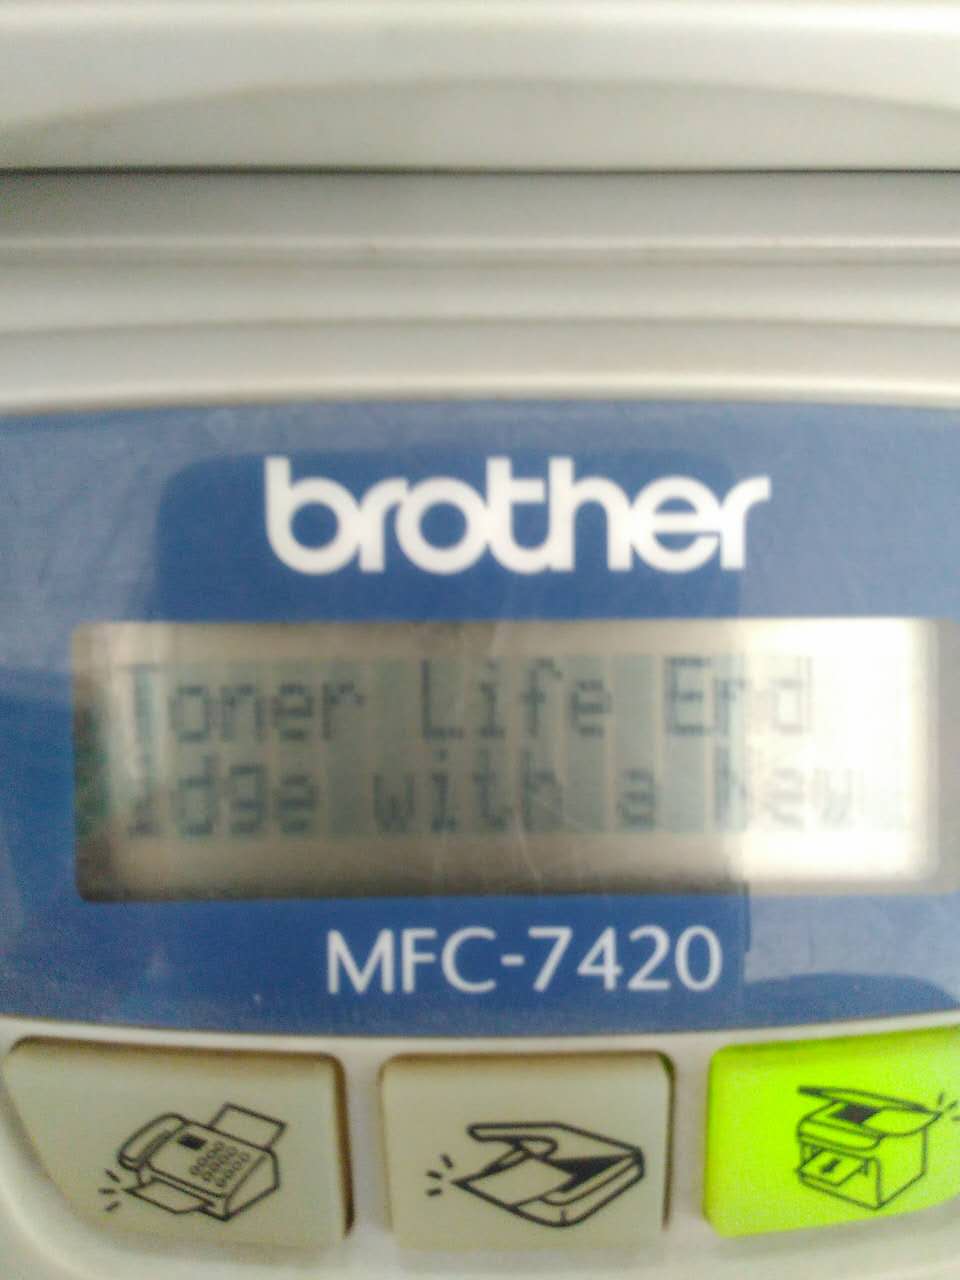 brother
Toner Life End
idge with a new
MFC-7420